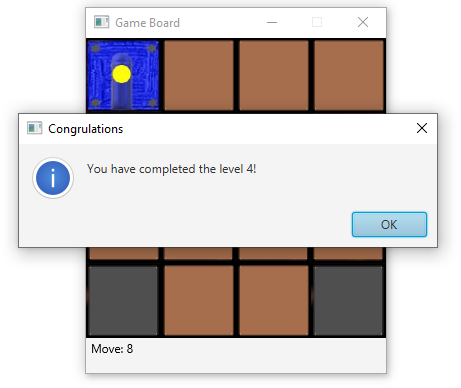 Game Board
Congrulations
You have completed the level 4!
OK
Move: 8